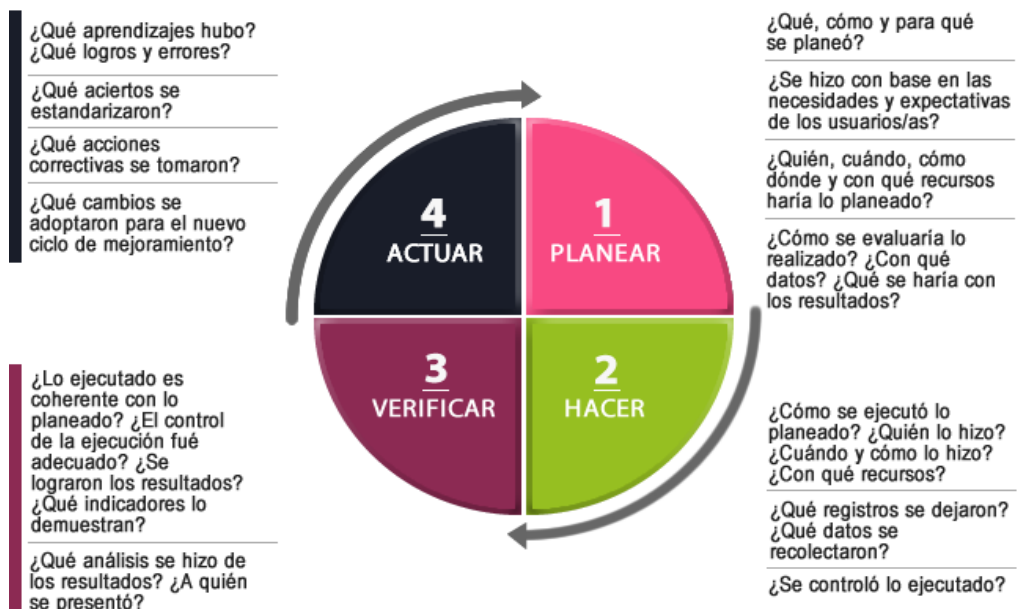 ¿Qué aprendizajes hubo?
¿Qué logros y errores?
¿Qué aciertos se
estandarizaron?
¿Qué acciones
correctivas se tomaron?
¿Qué cambios se
adoptaron para el nuevo
ciclo de mejoramiento?
4
ACTUAR
1
PLANEAR
¿Qué, cómo y para qué
se planeó?
¿Se hizo con base en las
necesidades y expectativas
de los usuarios/as?
¿Quién, cuándo, cómo
dónde y con qué recursos
haría lo planeado?
¿Cómo se evaluaría lo
realizado? ¿Con qué
datos? ¿Qué se haría con
los resultados?
¿Lo ejecutado es
coherente con lo
planeado? ¿El control
de la ejecución fué
adecuado? ¿Se
lograron los resultados?
¿Qué indicadores lo
demuestran?
¿Qué análisis se hizo de
los resultados? ¿A quién
se presentó?
3
VERIFICAR
2
HACER
¿Cómo se ejecutó lo
planeado? ¿Quién lo hizo?
¿Cuándo y cómo lo hizo?
¿Con qué recursos?
¿Qué registros se dejaron?
¿Qué datos se
recolectaron?
¿Se controló lo ejecutado?